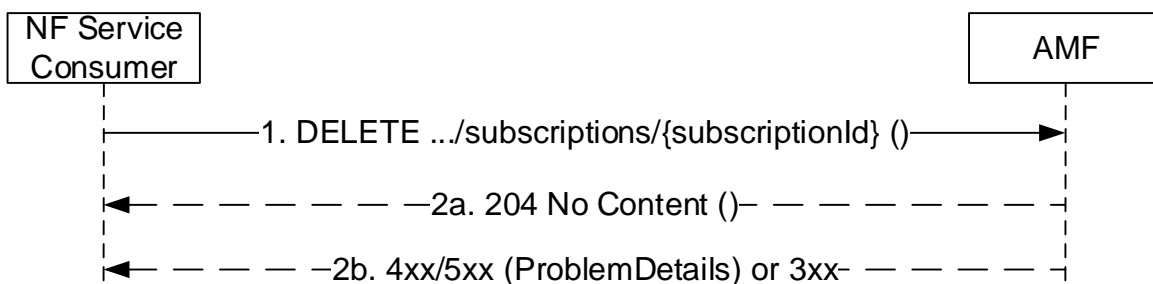 NF Service
Consumer
AMF
1. DELETE .../subscriptions/{subscriptionId} ()
2a. 204 No Content ()
2b. 4xx/5xx (ProblemDetails) or 3xx